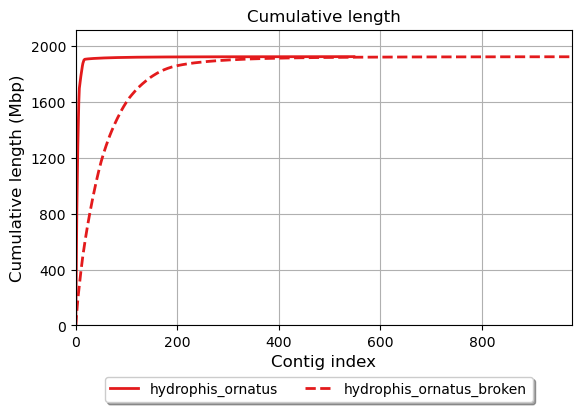 Cumulative length
Cumulative length (Mbp)
2000
1600
1200
800
400
0
0 200 400 600 800
Contig index
hydrophis_ornatus hydrophis_ornatus_broken